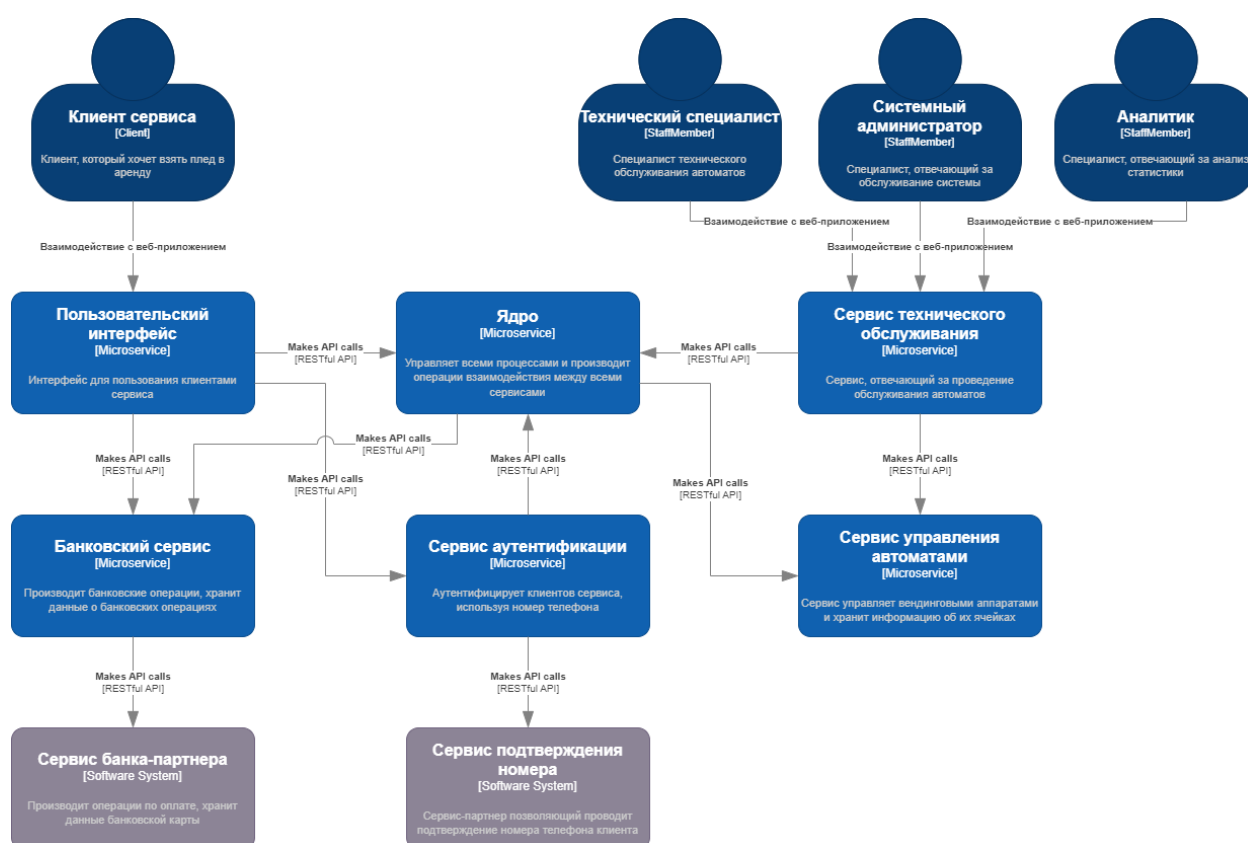 Клиент сервиса
[Client]
Клиент, который хочет взять плед в
аренду
Технический специалист
[StaffMember]
Специалист технического
обслуживания автоматов
Системный
администратор
[StaffMember]
Специалист, отвечающий за
обслуживание системы
Аналитик
[StaffMember]
Специалист, отвечающий за анализ
статистики
Взаимодействие с веб-приложением
Взаимодействие с веб-приложением
Взаимодействие с веб-приложением
Взаимодействие с веб-приложением
Пользовательский
интерфейс
[Microservice]
Интерфейс для пользования клиентами
сервиса
Makes API calls
[RESTful API]
Ядро
[Microservice]
Управляет всеми процессами и производит
операции взаимодействия между всеми
сервисами
Makes API calls
[RESTful API]
Сервис технического
обслуживания
[Microservice]
Сервис, отвечающий за проведение
обслуживания автоматов
Makes API calls
[RESTful API]
Makes API calls
[RESTful API]
Makes API calls
[RESTful API]
Makes API calls
[RESTful API]
Makes API calls
[RESTful API]
Makes API calls
[RESTful API]
Банковский сервис
[Microservice]
Производит банковские операции, хранит
данные о банковских операциях
Сервис аутентификации
[Microservice]
Аутентифицирует клиентов сервиса,
используя номер телефона
Сервис управления
автоматами
[Microservice]
Сервис управляет вендинговыми аппаратами
и хранит информацию об их ячейках
Makes API calls
[RESTful API]
Makes API calls
[RESTful API]
Сервис банка-партнера
[Software System]
Производит операции по оплате, хранит
данные банковской карты
Сервис подтверждения
номера
[Software System]
Сервис-партнер позволяющий проводит
подтверждение номера телефона клиента